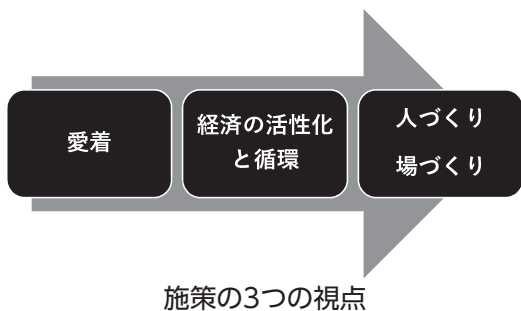 愛着
経済の活性化
と循環
人づくり
場づくり
施策の3つの視点